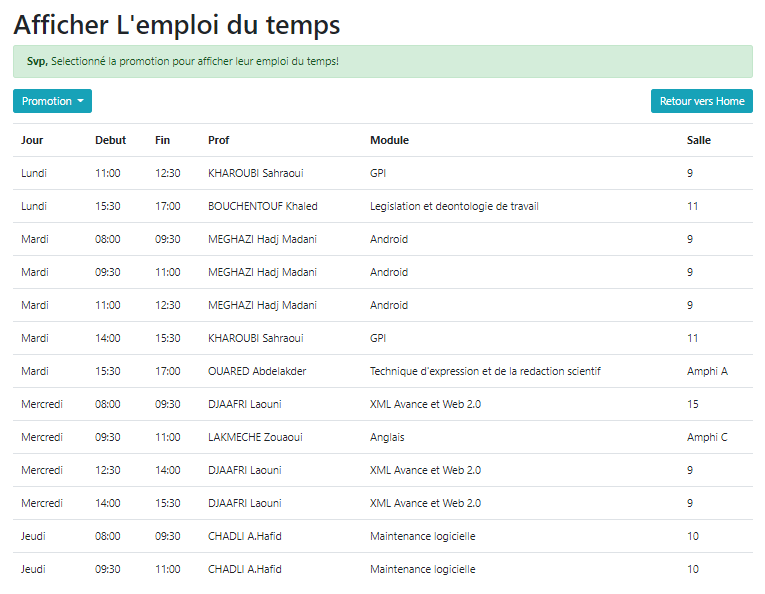 Afficher L'emploi du temps
Svp, Selectionné la promotion pour afficher leur emploi du temps!
Promotion Retour vers Home
Jour Debut Fin Prof Module Salle
Lundi 11:00 12:30 KHAROUBI Sahraoui GPI 9
Lundi 15:30 17:00 BOUCHENTOUF Khaled Legislation et deontologie de travail 11
Mardi 08:00 09:30 MEGHAZI Hadj Madani Android 9
Mardi 09:30 11:00 MEGHAZI Hadj Madani Android 9
Mardi 11:00 12:30 MEGHAZI Hadj Madani Android 9
Mardi 14:00 15:30 KHAROUBI Sahraoui GPI 11
Mardi 15:30 17:00 OUARED Abdelakder Technique d'expression et de la redaction scientif Amphi A
Mercredi 08:00 09:30 DJAAFRI Laouni XML Avance et Web 2.0 15
Mercredi 09:30 11:00 LAKMECHE Zouaoui Anglais Amphi C
Mercredi 12:30 14:00 DJAAFRI Laouni XML Avance et Web 2.0 9
Mercredi 14:00 15:30 DJAAFRI Laouni XML Avance et Web 2.0 9
Jeudi 08:00 09:30 CHADLI A.Hafid Maintenance logicielle 10
Jeudi 09:30 11:00 CHADLI A.Hafid Maintenance logicielle 10